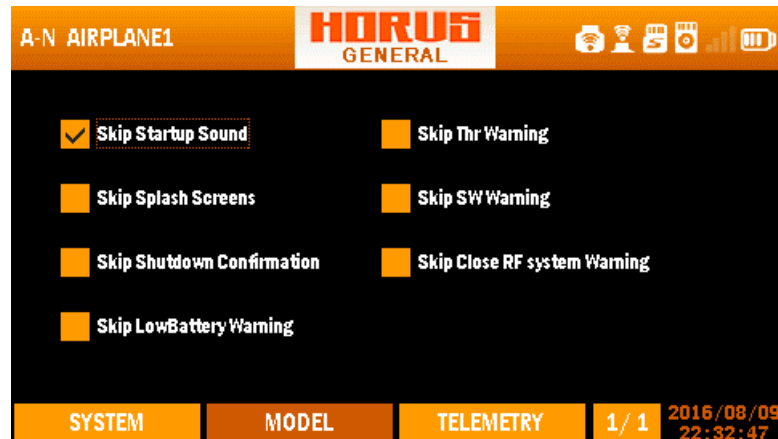 A-N AIRPLANE1
HORUS
GENERAL
Skip Startup Sound
Skip Thr Warning
Skip Splash Screens
Skip SW Warning
Skip Shutdown Confirmation
Skip Close RF system Warning
Skip LowBattery Warning
SYSTEM
MODEL
TELEMETRY
1/1
2016/08/09
22:32:47